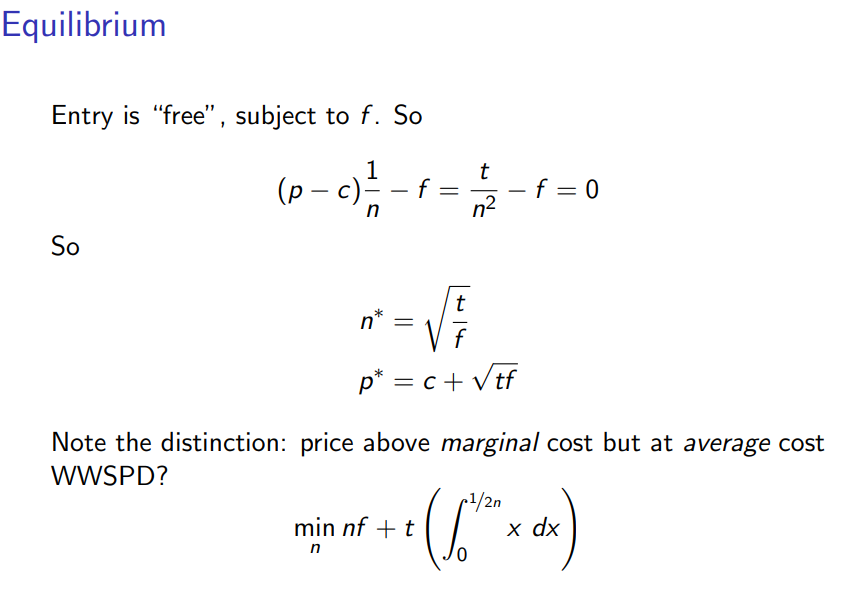 Equilibrium
Entry is “free”, subject to f. So
(p − c)\frac{1}{n} − f = \frac{t}{n^2} − f = 0
So
n^* = \sqrt{\frac{t}{f}}
p^* = c + \sqrt{tf}
Note the distinction: price above marginal cost but at average cost
WWSPD?
\min_n nf + t \left( \int_0^{1/2n} x \, dx \right)